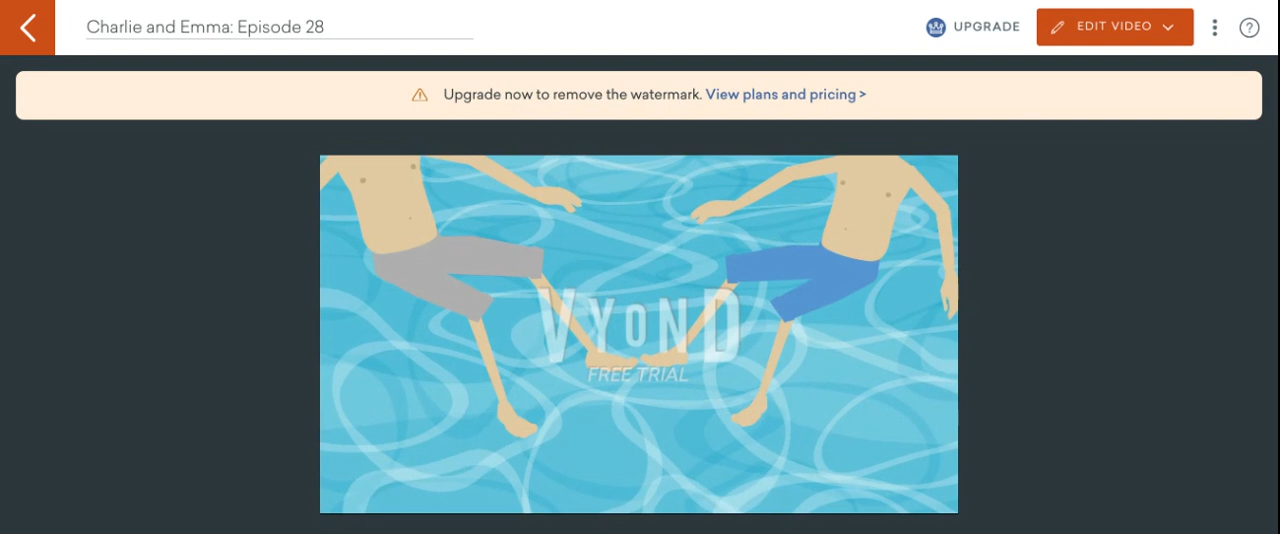 Charlie and Emma: Episode 28
UPGRADE
EDIT VIDEO
Upgrade now to remove the watermark. View plans and pricing >
VYOND
FREE TRIAL